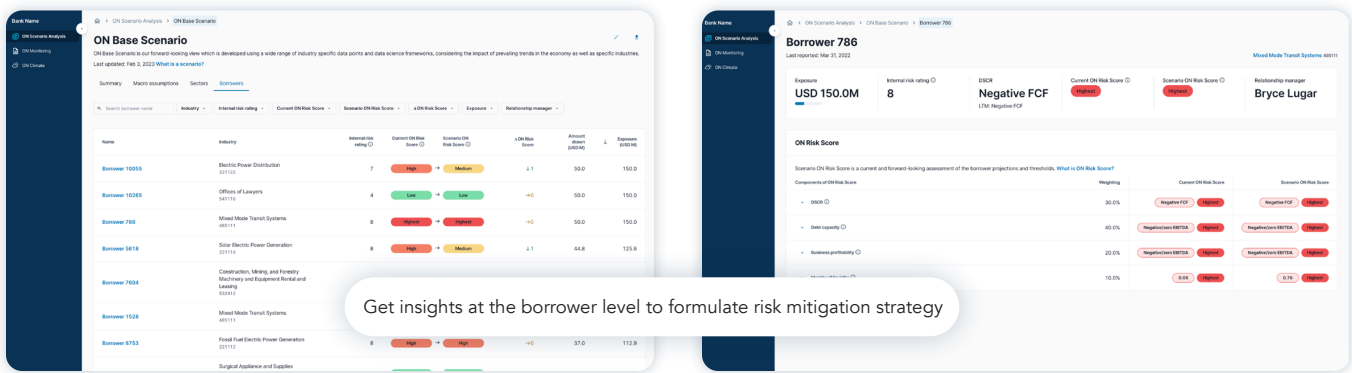 Bank Name
ON Scenario Analysis
ON Monitoring
ON Climate
ON Scenario Analysis > ON Base Scenario
ON Base Scenario
ON Base Scenario is our forward-looking view which is developed using a wide range of industry specific data points and data science frameworks, considering the impact of prevailing trends in the economy as well as specific industries.
Last updated: Feb 3, 2023 What is a scenario?
Summary Macro assumptions Sectors Borrowers
Search borrower name Industry Internal risk rating Current ON Risk Score Scenario ON Risk Score ΔON Risk Score Exposure Relationship manager
Name Industry Internal risk rating Current ON Risk Score Scenario ON Risk Score Δ ON Risk Score Amount drawn (USD M) ↓ Exposure (USD M)
Borrower 10055 Electric Power Distribution 7 High → Medium ↓ 1 50.0 150.0
221122
Borrower 10265 Offices of Lawyers 4 Low → Low →0 50.0 150.0
541110
Borrower 786 Mixed Mode Transit Systems 8 Highest → Highest →0 50.0 150.0
485111
Borrower 5818 Solar Electric Power Generation 8 High → Medium ↓ 1 44.8 125.6
221114
Borrower 7604 Construction, Mining, and Forestry
Machinery and Equipment Rental and
Leasing
532412
Borrower 1528 Mixed Mode Transit Systems
485111
Borrower 8753 Fossil Fuel Electric Power Generation 8 High → High →0 37.0 112.9
221112
Surgical Appliance and Supplies
Get insights at the borrower level to formulate risk mitigation strategy
Bank Name
ON Scenario Analysis
ON Monitoring
ON Climate
ON Scenario Analysis > ON Base Scenario > Borrower 786
Borrower 786
Last reported: Mar 31, 2022 Mixed Mode Transit Systems 485111
Exposure Internal risk rating DSCR Current ON Risk Score Scenario ON Risk Score Relationship manager
USD 150.0M 8 Negative FCF Highest Highest Bryce Lugar
LTM: Negative FCF
ON Risk Score
Scenario ON Risk Score is a current and forward-looking assessment of the borrower projections and thresholds. What is ON Risk Score?
Components of ON Risk Score Weighting Current ON Risk Score Scenario ON Risk Score
DSCR 30.0% Negative FCF Highest Negative FCF Highest
Debt capacity 40.0% Negative/zero EBITDA Highest Negative/zero EBITDA Highest
Business profitability 20.0% Negative/zero EBITDA Highest Negative/zero EBITDA Highest
10.0% 0.08 Highest 0.76 Highest